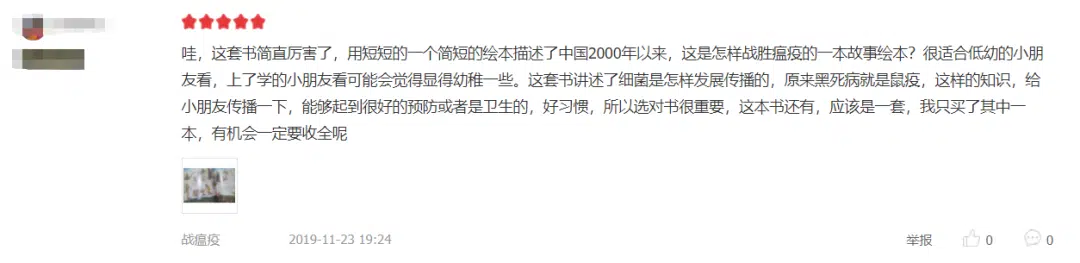 哇，这套书简直厉害了，用短短的一个简短的绘本描述了中国2000年以来，这是怎样战胜瘟疫的一本故事绘本？很适合低幼的小朋
友看，上了学的小朋友看可能会觉得显得幼稚一些。这套书讲述了细菌是怎样发展传播的，原来黑死病就是鼠疫，这样的知识，给
小朋友传播一下，能够起到很好的预防或者是卫生的，好习惯，所以选对书很重要，这本书还有，应该是一套，我只买了其中一
本，有机会一定要收全呢
战瘟疫 2019-11-23 19:24 举报 0 0